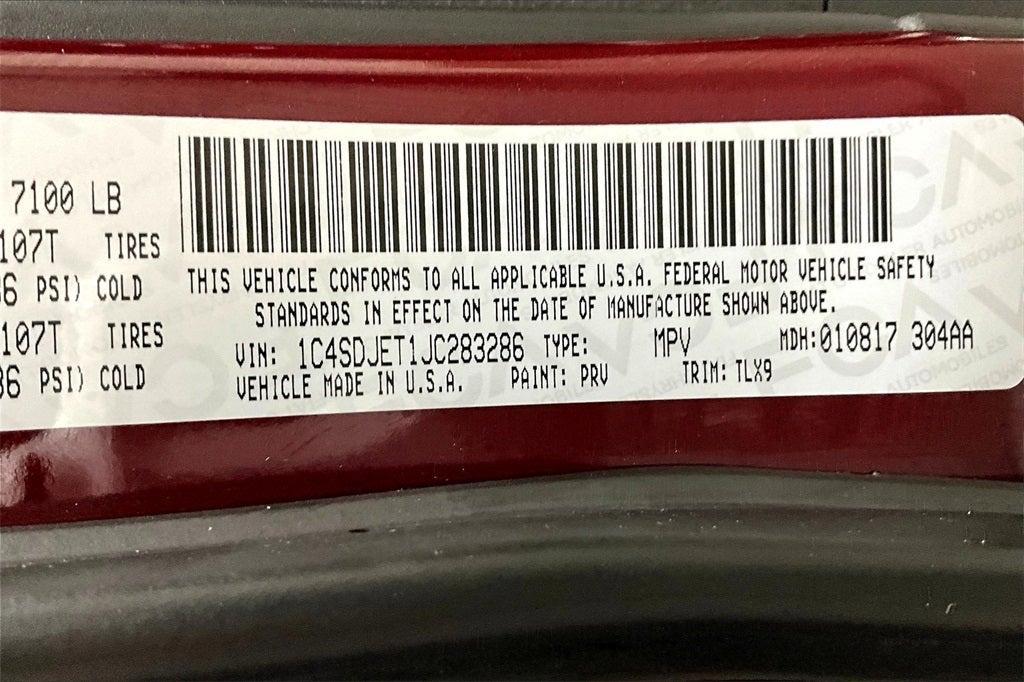 7100 LB
107T TIRES
36 PSI) COLD
107T TIRES
36 PSI) COLD
THIS VEHICLE CONFORMS TO ALL APPLICABLE U.S.A. FEDERAL MOTOR VEHICLE SAFETY
STANDARDS IN EFFECT ON THE DATE OF MANUFACTURE SHOWN ABOVE.
VIN: 1C4SDJET1JC283286 TYPE: MPV MDH:010817 304AA
VEHICLE MADE IN U.S.A. PAINT: PRV TRIM: TLX9